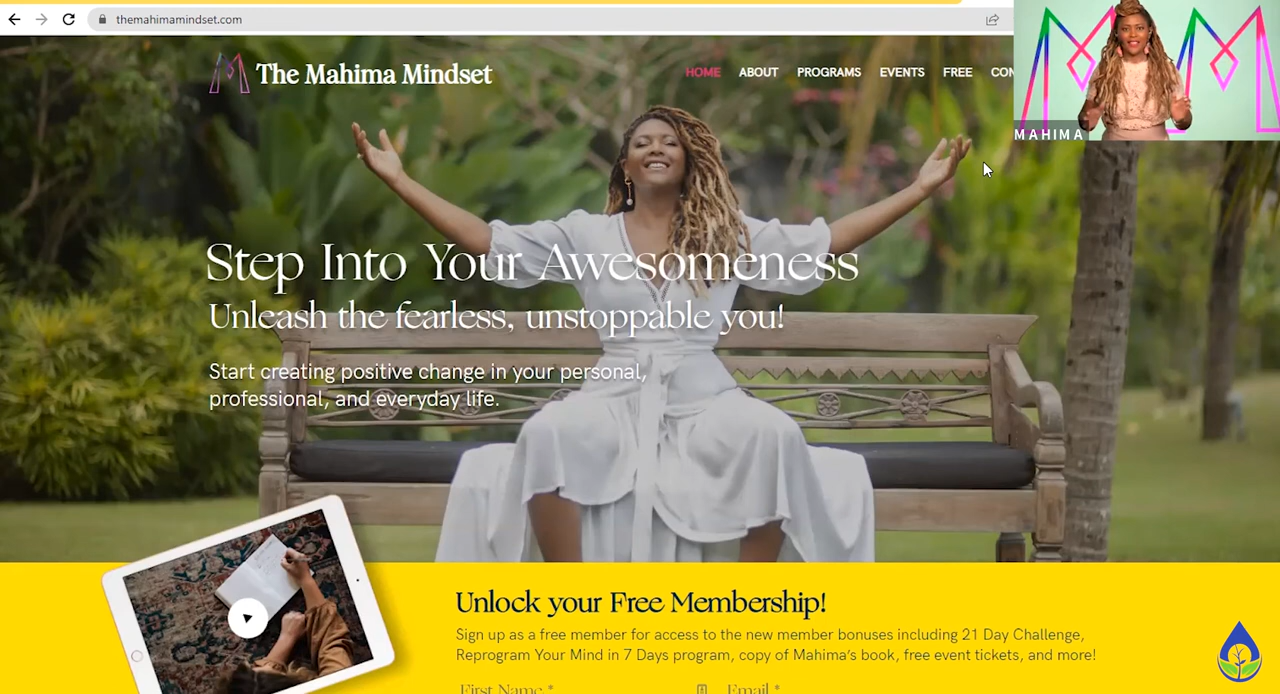 themahimamindset.com
The Mahima Mindset
HOME ABOUT PROGRAMS EVENTS FREE CON
MAHIMA
Step Into Your Awesomeness
Unleash the fearless, unstoppable you!
Start creating positive change in your personal,
professional, and everyday life.
Unlock your Free Membership!
Sign up as a free member for access to the new member bonuses including 21 Day Challenge,
Reprogram Your Mind in 7 Days program, copy of Mahima's book, free event tickets, and more!
First Name * Email *